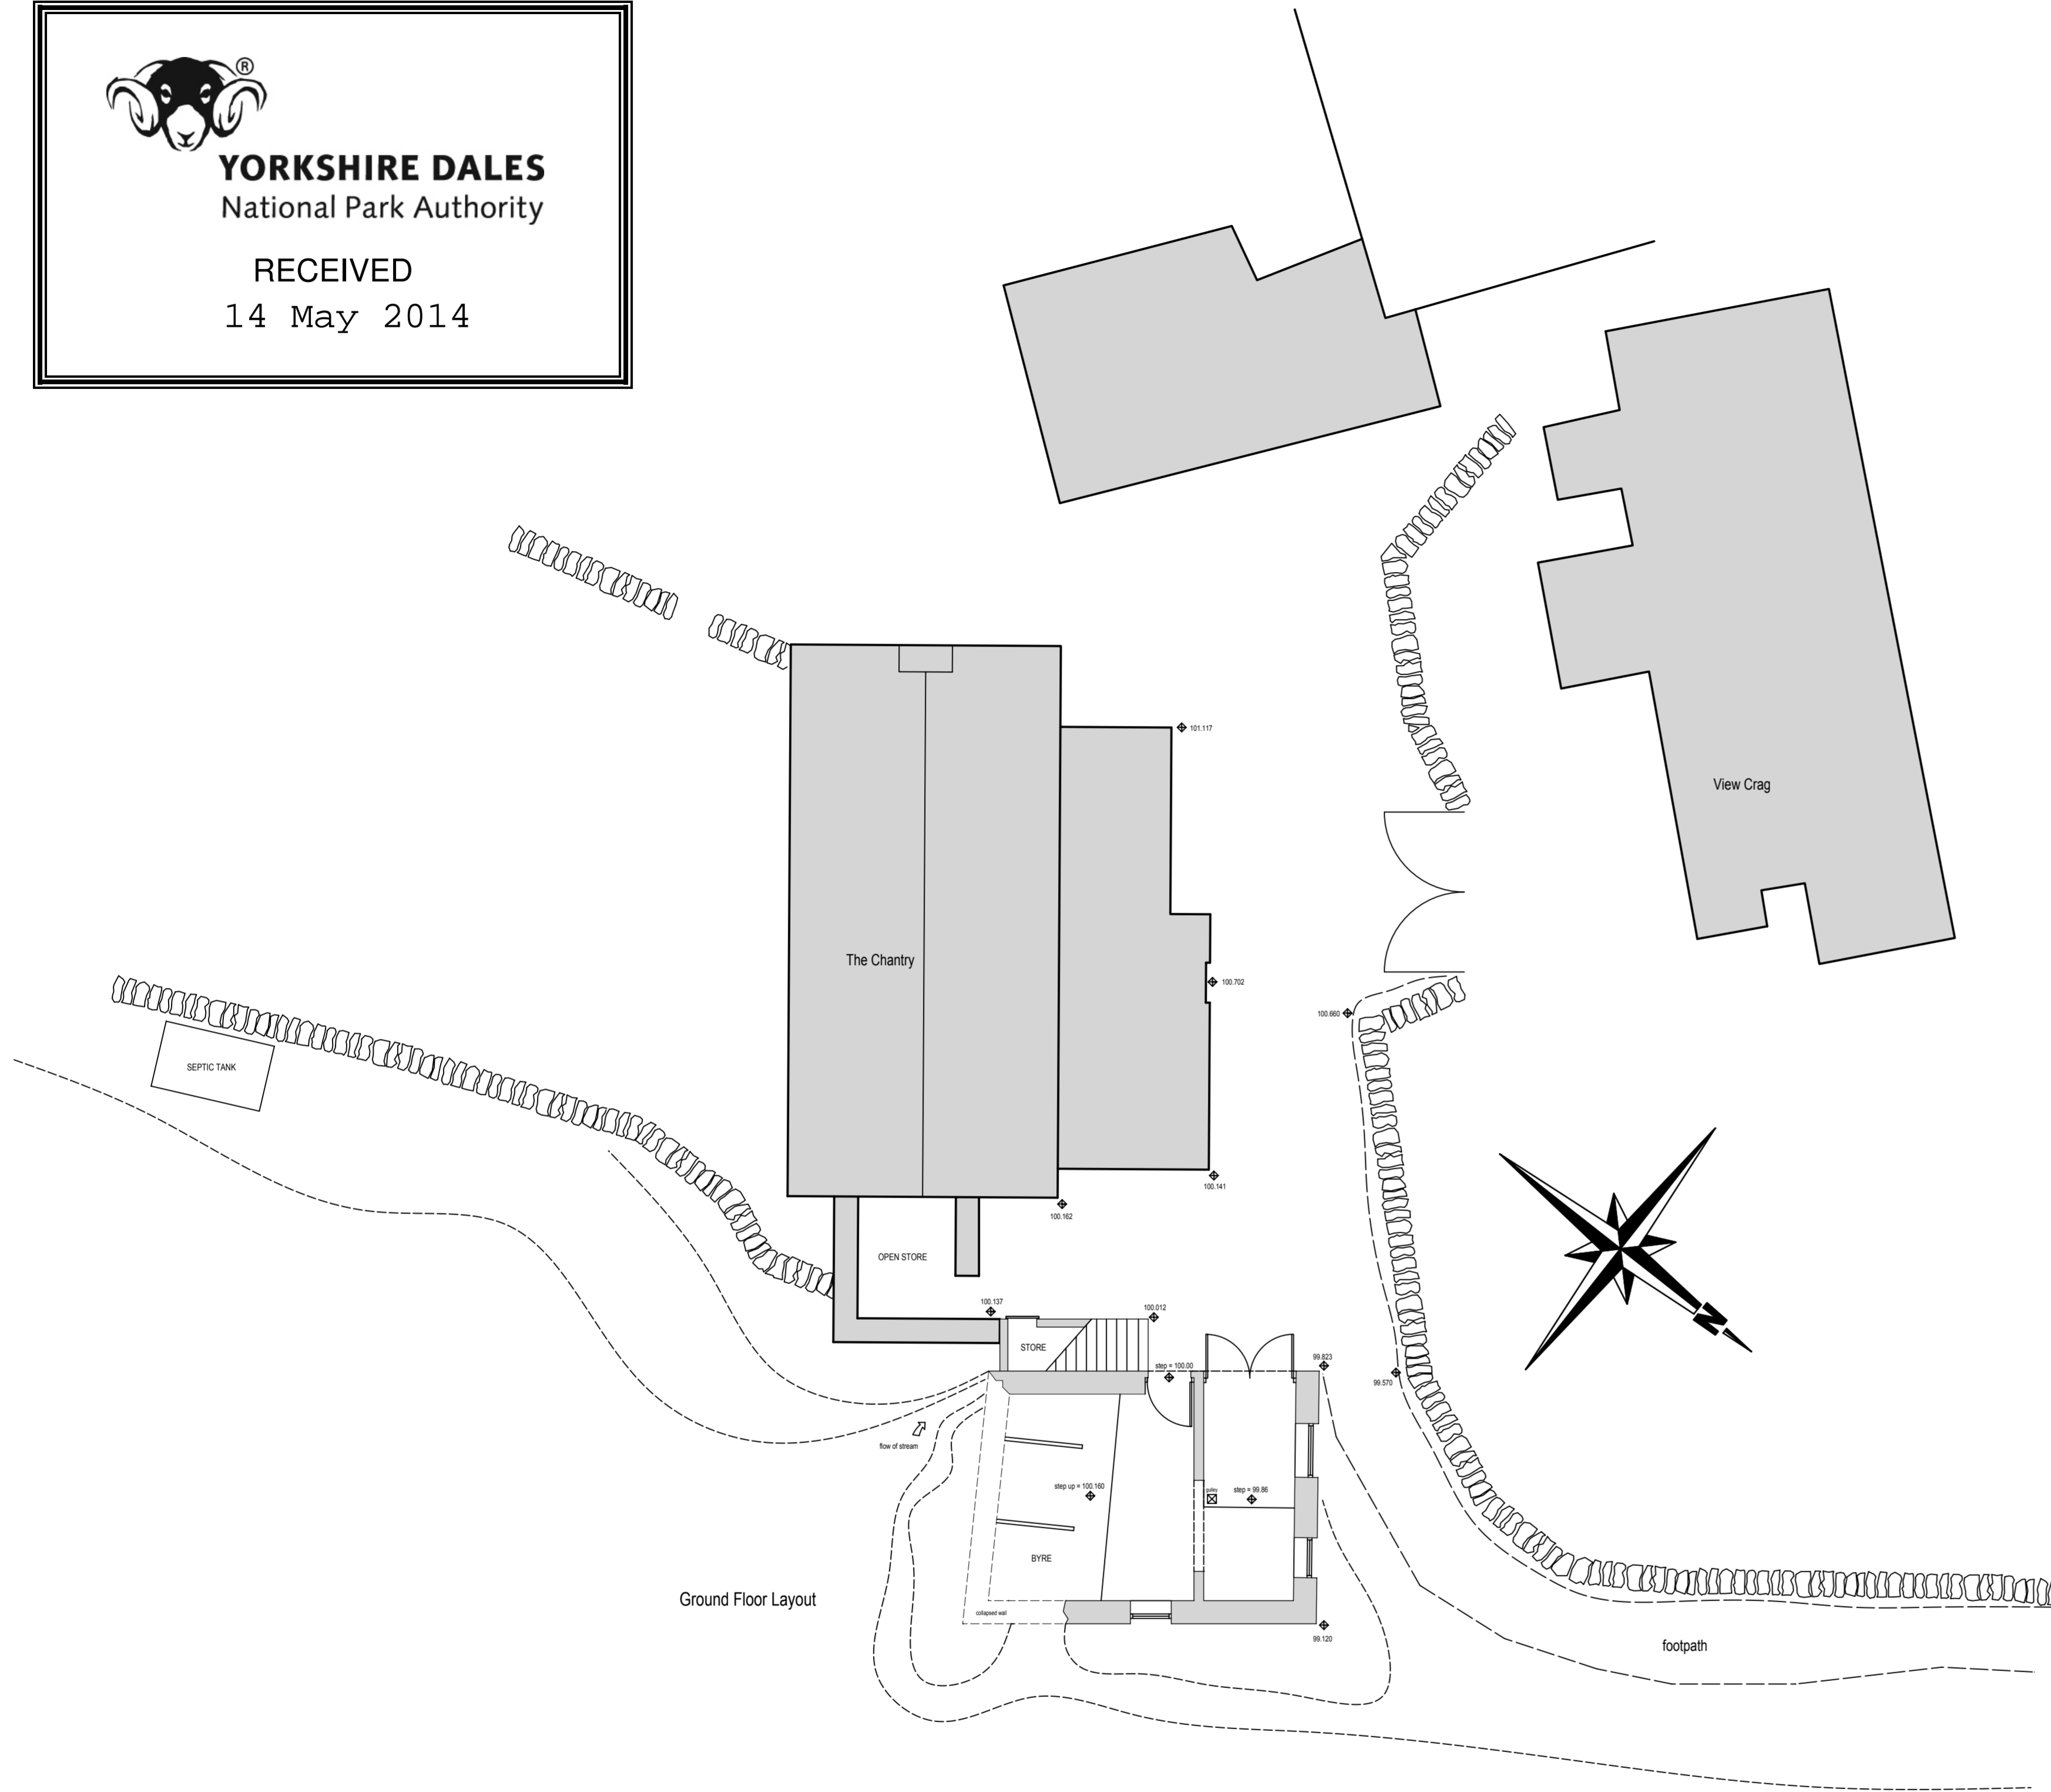 ®
YORKSHIRE DALES
National Park Authority
RECEIVED
14 May 2014
101.117
View Crag
The Chantry
100.702
100.660
SEPTIC TANK
100.141
100.162
OPEN STORE
100.137
100.012
STORE
step = 100.00
99.823
99.570
N
flow of stream
step up = 100.160
gulley
step = 99.86
BYRE
Ground Floor Layout
collapsed wall
99.120
footpath